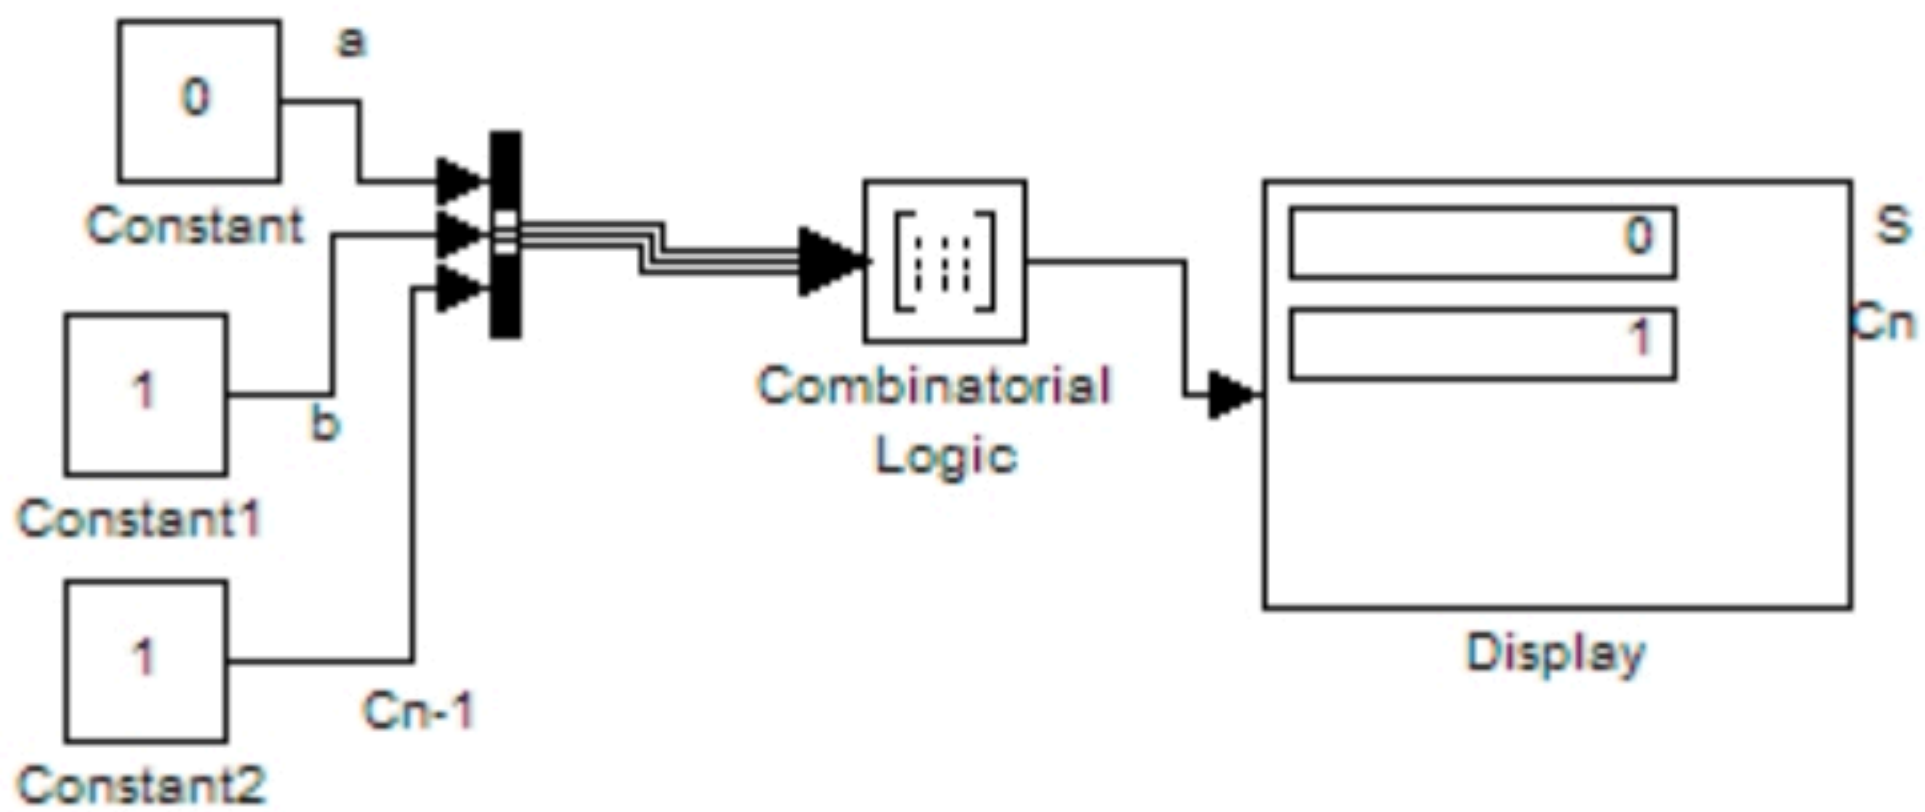 a
0
Constant
b
1
Constant1
1
Cn-1
Constant2
Combinatorial
Logic
0
S
1
Cn
Display